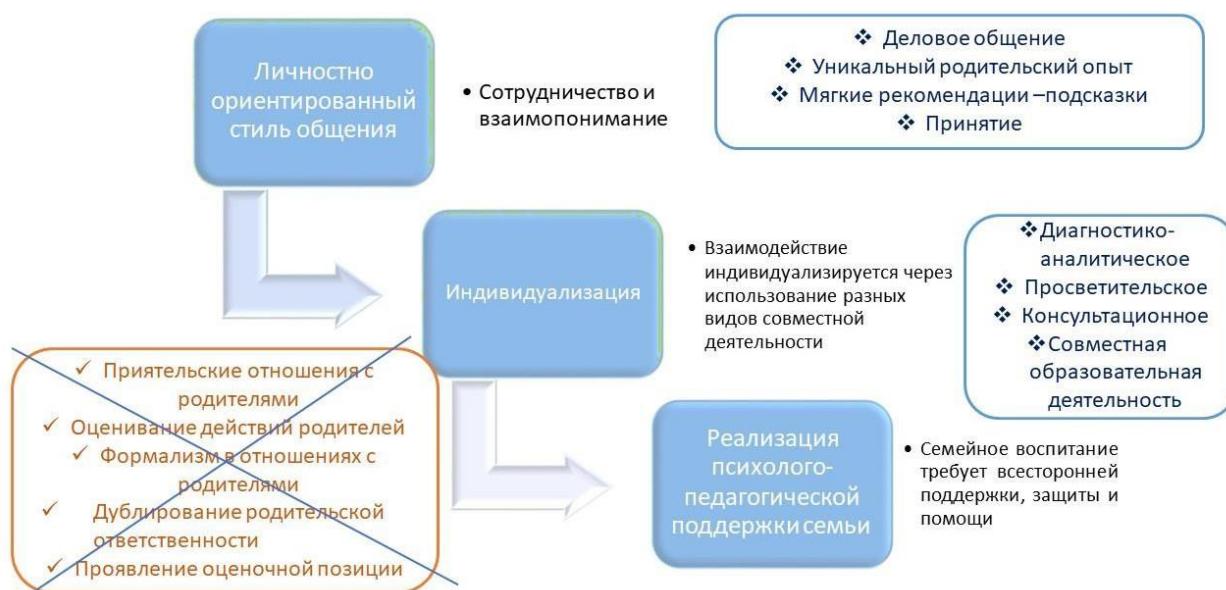 Личностно
ориентированный
стиль общения
• Сотрудничество и
взаимопонимание
❖ Деловое общение
❖ Уникальный родительский опыт
❖ Мягкие рекомендации –подсказки
❖ Принятие
Индивидуализация
• Взаимодействие
индивидуализируется через
использование разных
видов совместной
деятельности
❖Диагностико-
аналитическое
❖ Просветительское
❖ Консультационное
❖Совместная
образовательная
деятельность
✓ Приятельские отношения с
родителями
✓ Оценивание действий родителей
✓ Формализм в отношениях с
родителями
✓ Дублирование родительской
ответственности
✓ Проявление оценочной позиции
Реализация
психолого-
педагогической
поддержки семьи
• Семейное воспитание
требует всесторонней
поддержки, защиты и
помощи